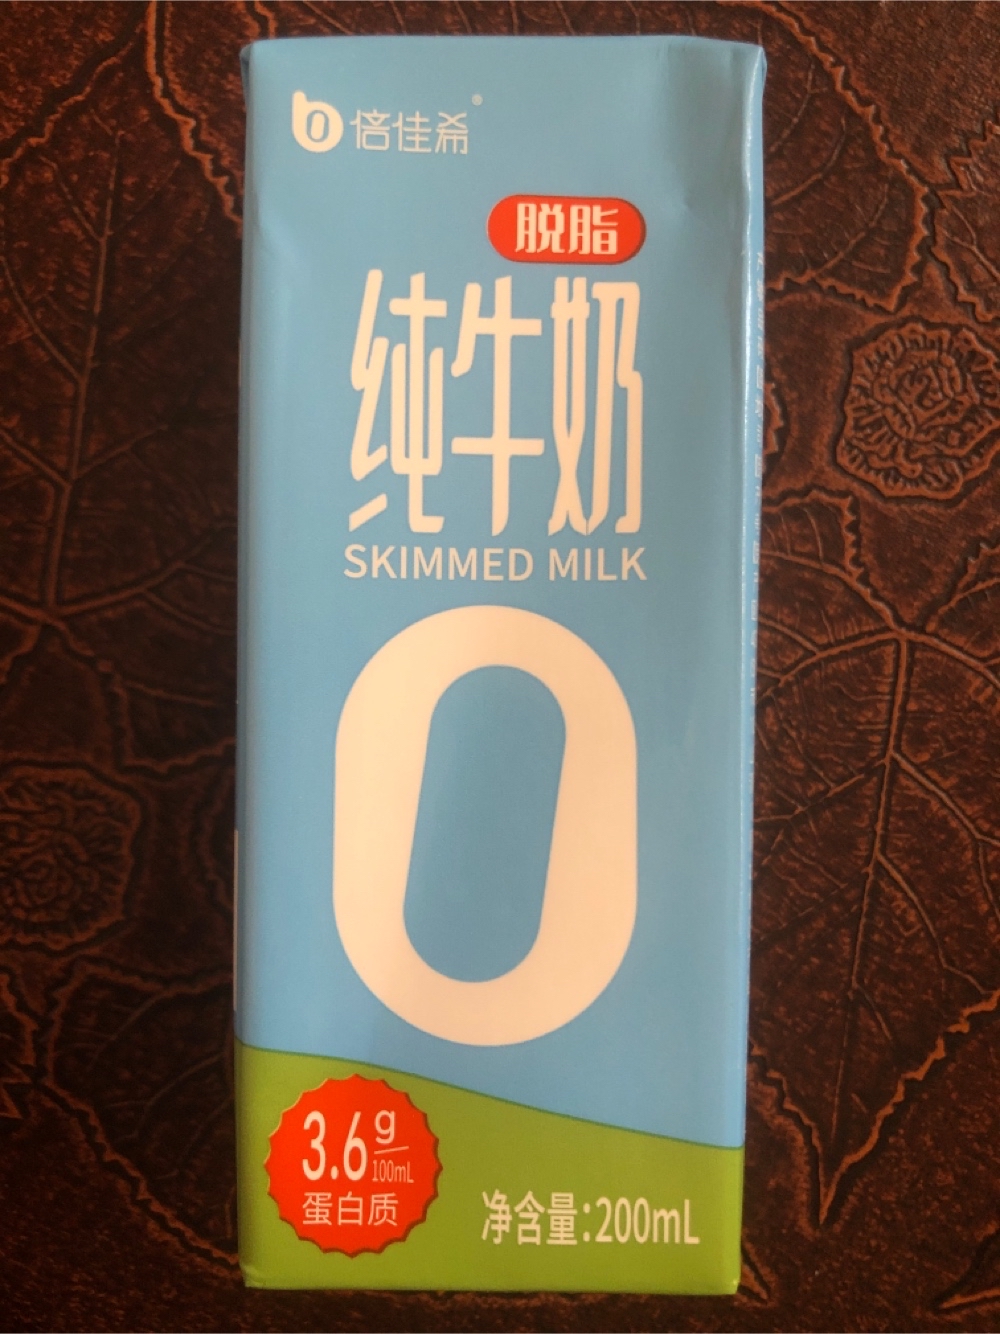 倍佳希®
脱脂
纯牛奶
SKIMMED MILK
0
3.6g/100mL
蛋白质
净含量:200mL